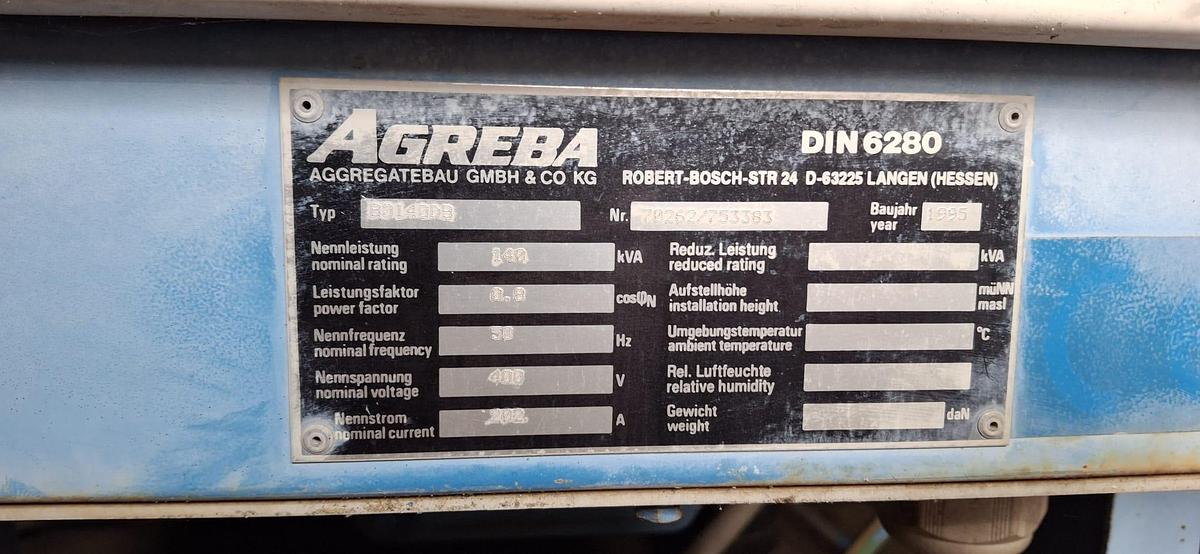 AGREBA
DIN 6280
AGGREGATEBAU GMBH & CO KG
ROBERT-BOSCH-STR 24 D-63225 LANGEN (HESSEN)
Typ
Nr. 70262/753383
Baujahr 1995
year
Nennleistung 140 kVA
nominal rating
Leistungsfaktor 0.8 cosφN
power factor
Nennfrequenz 50 Hz
nominal frequency
Nennspannung 400 V
nominal voltage
Nennstrom 202 A
nominal current
Reduz. Leistung kVA
reduced rating
Aufstellhöhe müNN
installation height masl
Umgebungstemperatur °C
ambient temperature
Rel. Luftfeuchte
relative humidity
Gewicht daN
weight